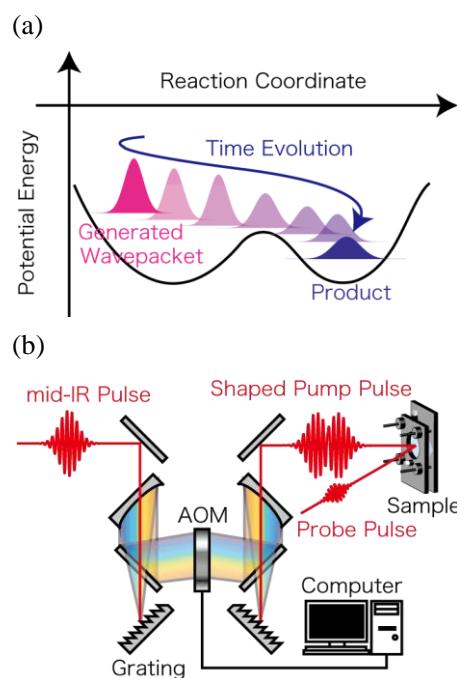 (a)
Reaction Coordinate
Potential Energy
Time Evolution
Generated
Wavepacket
Product
(b)
mid-IR Pulse
Shaped Pump Pulse
AOM
Sample
Probe Pulse
Computer
Grating